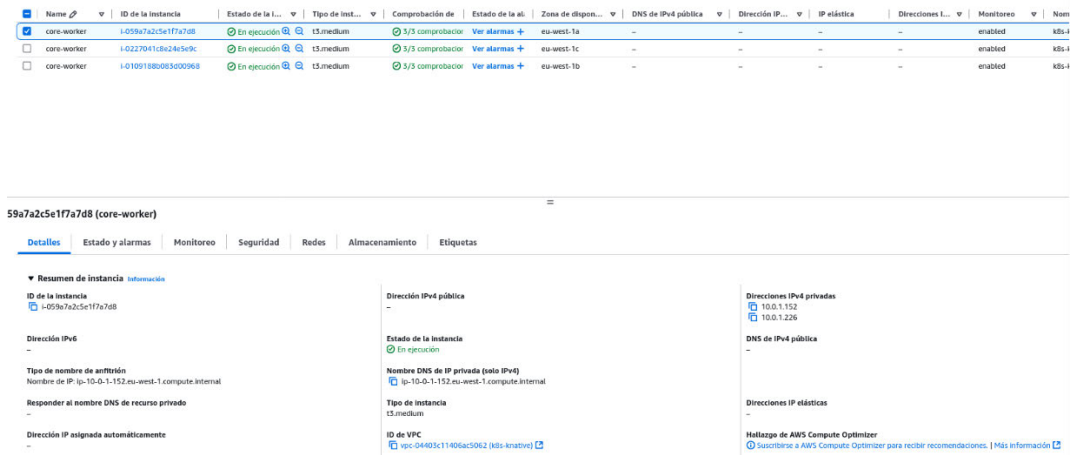 Name ID de la instancia Estado de la i... Tipo de inst... Comprobación de Estado de la al: Zona de dispon... DNS de IPv4 pública Dirección IP... IP elástica Direcciones I... Monitoreo Nom
core-worker i-059a7a2c5e1f7a7d8 En ejecución t3.medium 3/3 comprobacior Ver alarmas + eu-west-1a – – – – enabled k8s-k
core-worker i-0227041c8e24e5e9c En ejecución t3.medium 3/3 comprobacior Ver alarmas + eu-west-1c – – – – enabled k8s-k
core-worker i-0109188b083d00968 En ejecución t3.medium 3/3 comprobacior Ver alarmas + eu-west-1b – – – – enabled k8s-k
59a7a2c5e1f7a7d8 (core-worker)
Detalles Estado y alarmas Monitoreo Seguridad Redes Almacenamiento Etiquetas
Resumen de instancia Información
ID de la instancia Dirección IPv4 pública Direcciones IPv4 privadas
i-059a7a2c5e1f7a7d8 – 10.0.1.152
10.0.1.226
Dirección IPv6 Estado de la instancia DNS de IPv4 pública
– En ejecución –
Tipo de nombre de anfitrión Nombre DNS de IP privada (solo IPv4)
Nombre de IP: ip-10-0-1-152.eu-west-1.compute.internal ip-10-0-1-152.eu-west-1.compute.internal
Responder al nombre DNS de recurso privado Tipo de instancia Direcciones IP elásticas
– t3.medium –
Dirección IP asignada automáticamente ID de VPC Hallazgo de AWS Compute Optimizer
– vpc-04403c11406ac5062 (k8s-knative) Suscribirse a AWS Compute Optimizer para recibir recomendaciones. | Más información